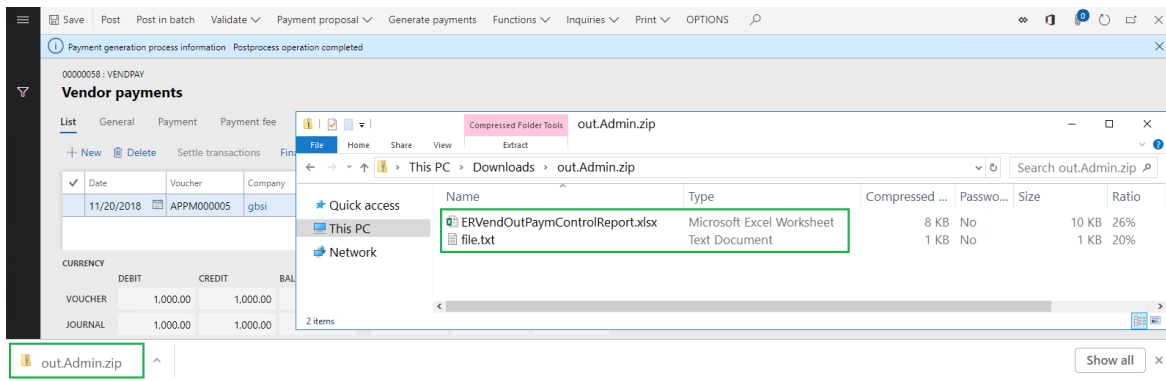 Save Post Post in batch Validate Payment proposal Generate payments Functions Inquiries Print OPTIONS 0
Payment generation process information Postprocess operation completed
00000058 : VENDPAY
Vendor payments
List General Payment Payment fee
New Delete Settle transactions Fin
Date Voucher Company
11/20/2018 APPM000005 gbsi
CURRENCY
DEBIT CREDIT BAL
VOUCHER 1,000.00 1,000.00
JOURNAL 1,000.00 1,000.00
Compressed Folder Tools out.Admin.zip
File Home Share View Extract
This PC Downloads out.Admin.zip Search out.Admin.zip
Name Type Compressed ... Passwo... Size Ratio
Quick access
This PC
Network
ERVendOutPaymControlReport.xlsx Microsoft Excel Worksheet 8 KB No 10 KB 26%
file.txt Text Document 1 KB No 1 KB 20%
2 items
out.Admin.zip Show all